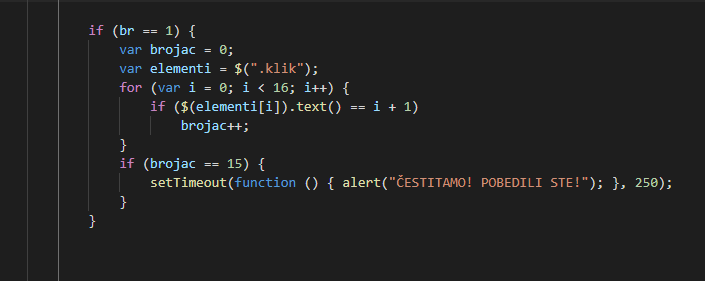 if (br == 1) {
var brojac = 0;
var elementi = $(".klik");
for (var i = 0; i < 16; i++) {
if ($(elementi[i]).text() == i + 1)
brojac++;
}
if (brojac == 15) {
setTimeout(function () { alert("ČESTITAMO! POBEDILI STE!"); }, 250);
}
}